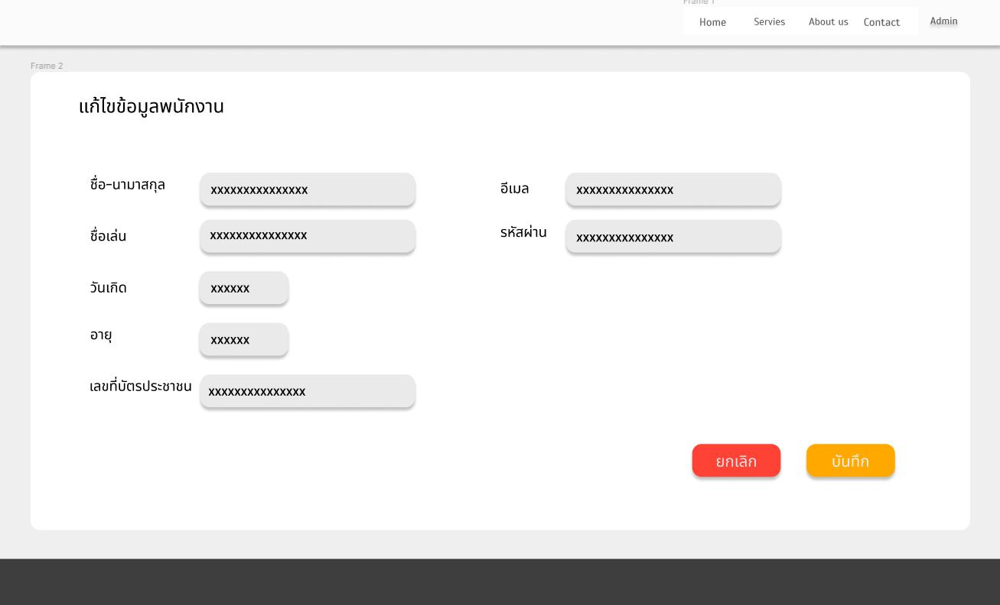 Frame 1
Home Servies About us Contact Admin
Frame 2
แก้ไขข้อมูลพนักงาน
ชื่อ-นามาสกุล xxxxxxxxxxxxxxx อีเมล xxxxxxxxxxxxxxx
ชื่อเล่น xxxxxxxxxxxxxxx รหัสผ่าน xxxxxxxxxxxxxxx
วันเกิด xxxxxx
อายุ xxxxxx
เลขที่บัตรประชาชน xxxxxxxxxxxxxxx
ยกเลิก บันทึก